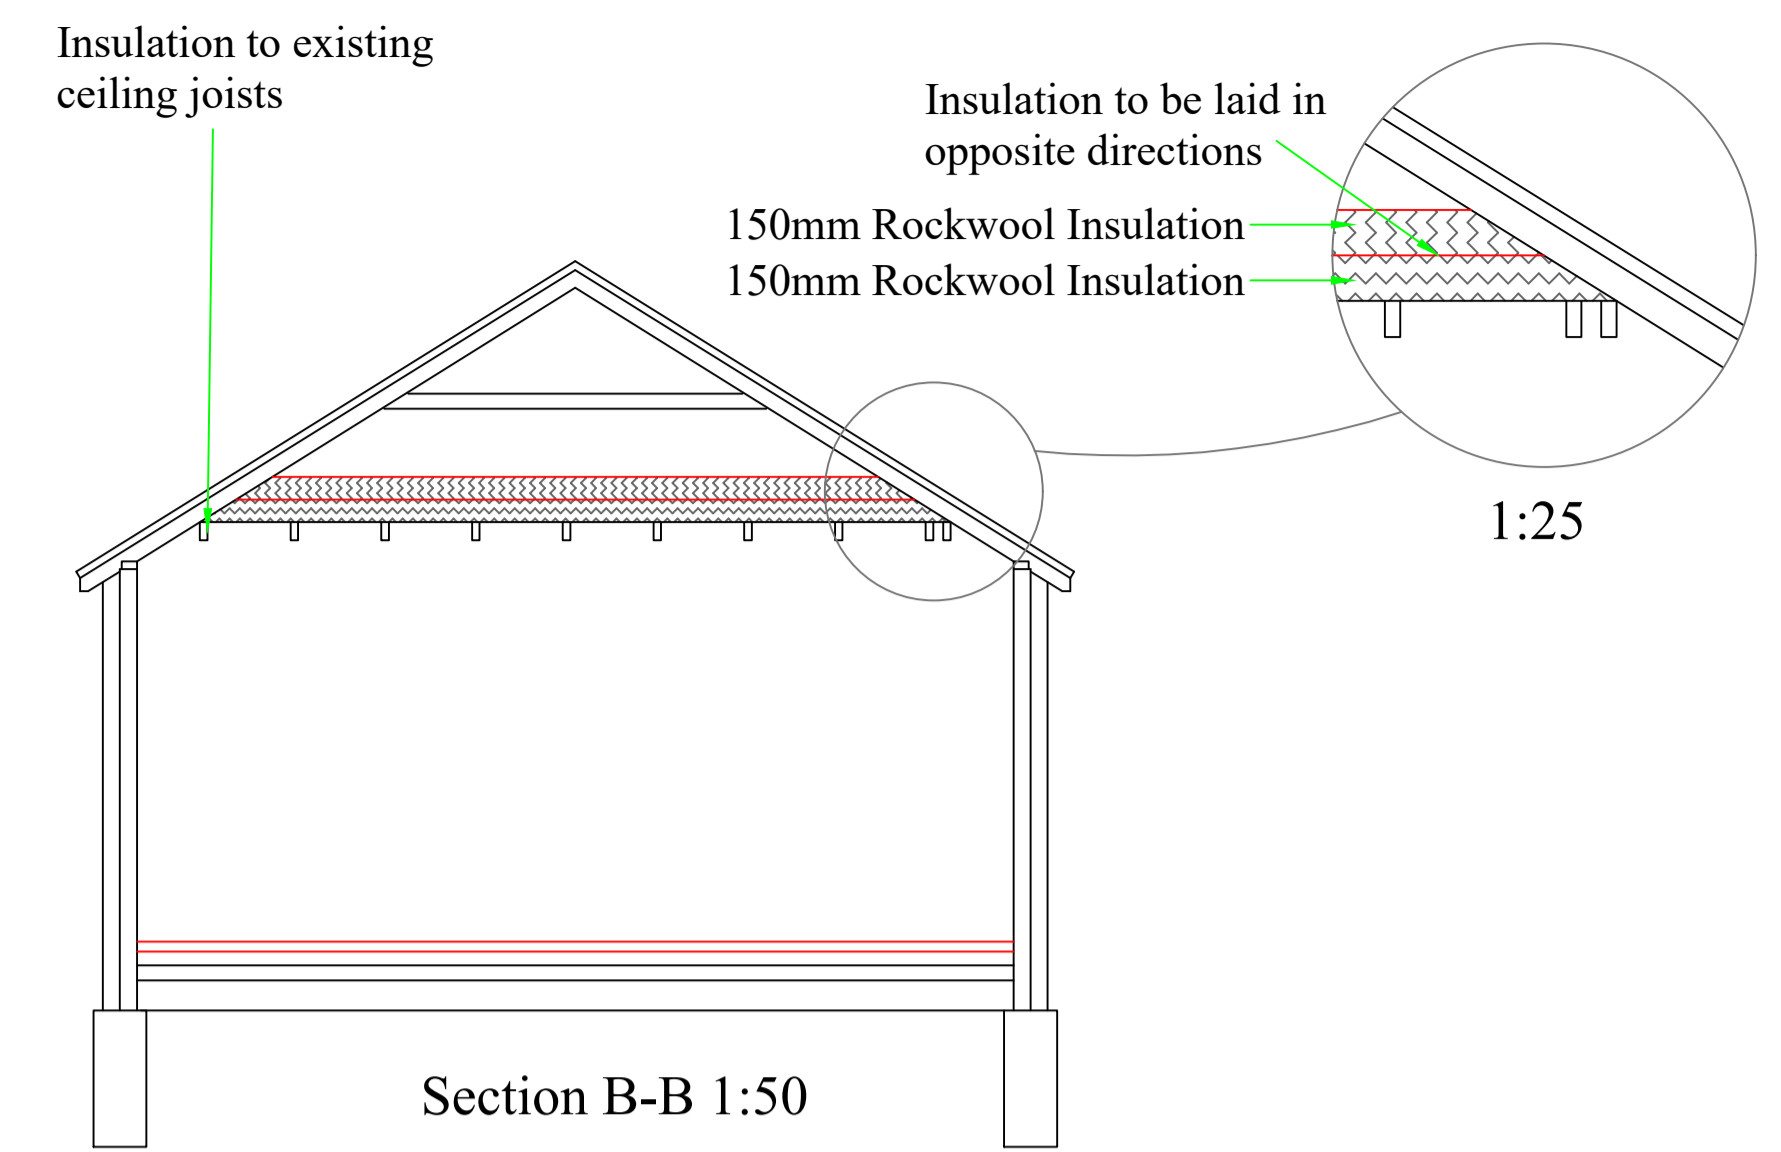 Insulation to existing
ceiling joists
Insulation to be laid in
opposite directions
150mm Rockwool Insulation
150mm Rockwool Insulation
1:25
Section B-B 1:50